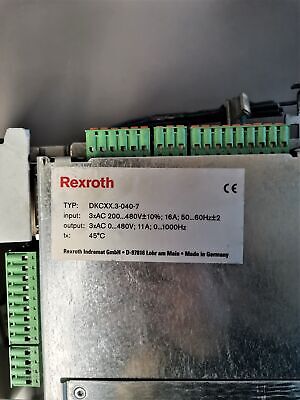 Rexroth
CE
TYP: DKCXX.3-040-7
input: 3xAC 200...480V±10%; 16A; 50...60Hz±2
output: 3xAC 0...480V; 11A; 0...1000Hz
tx: 45°C
Rexroth Indramat GmbH • D-97816 Lohr am Main • Made in Germany